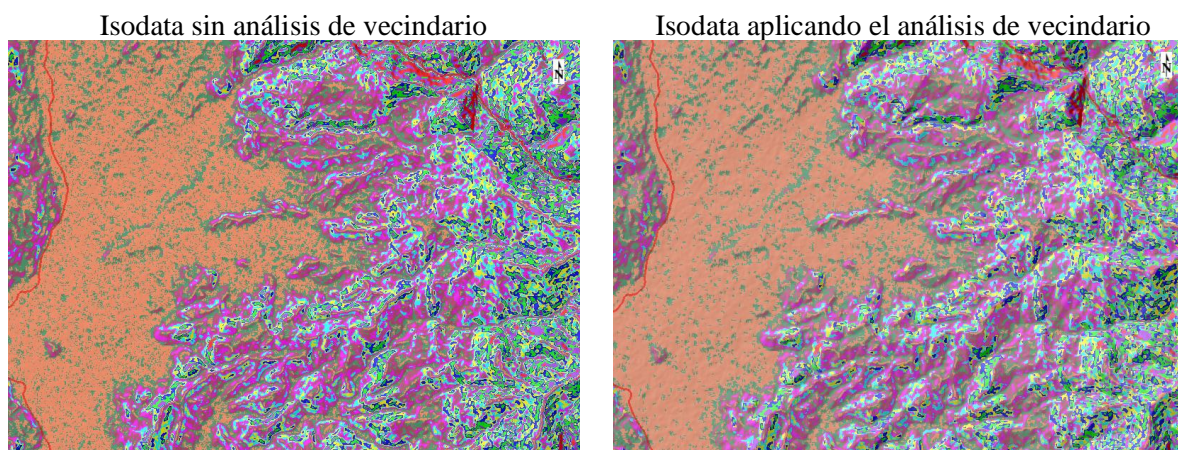 Isodata sin análisis de vecindario
Isodata aplicando el análisis de vecindario
N
N